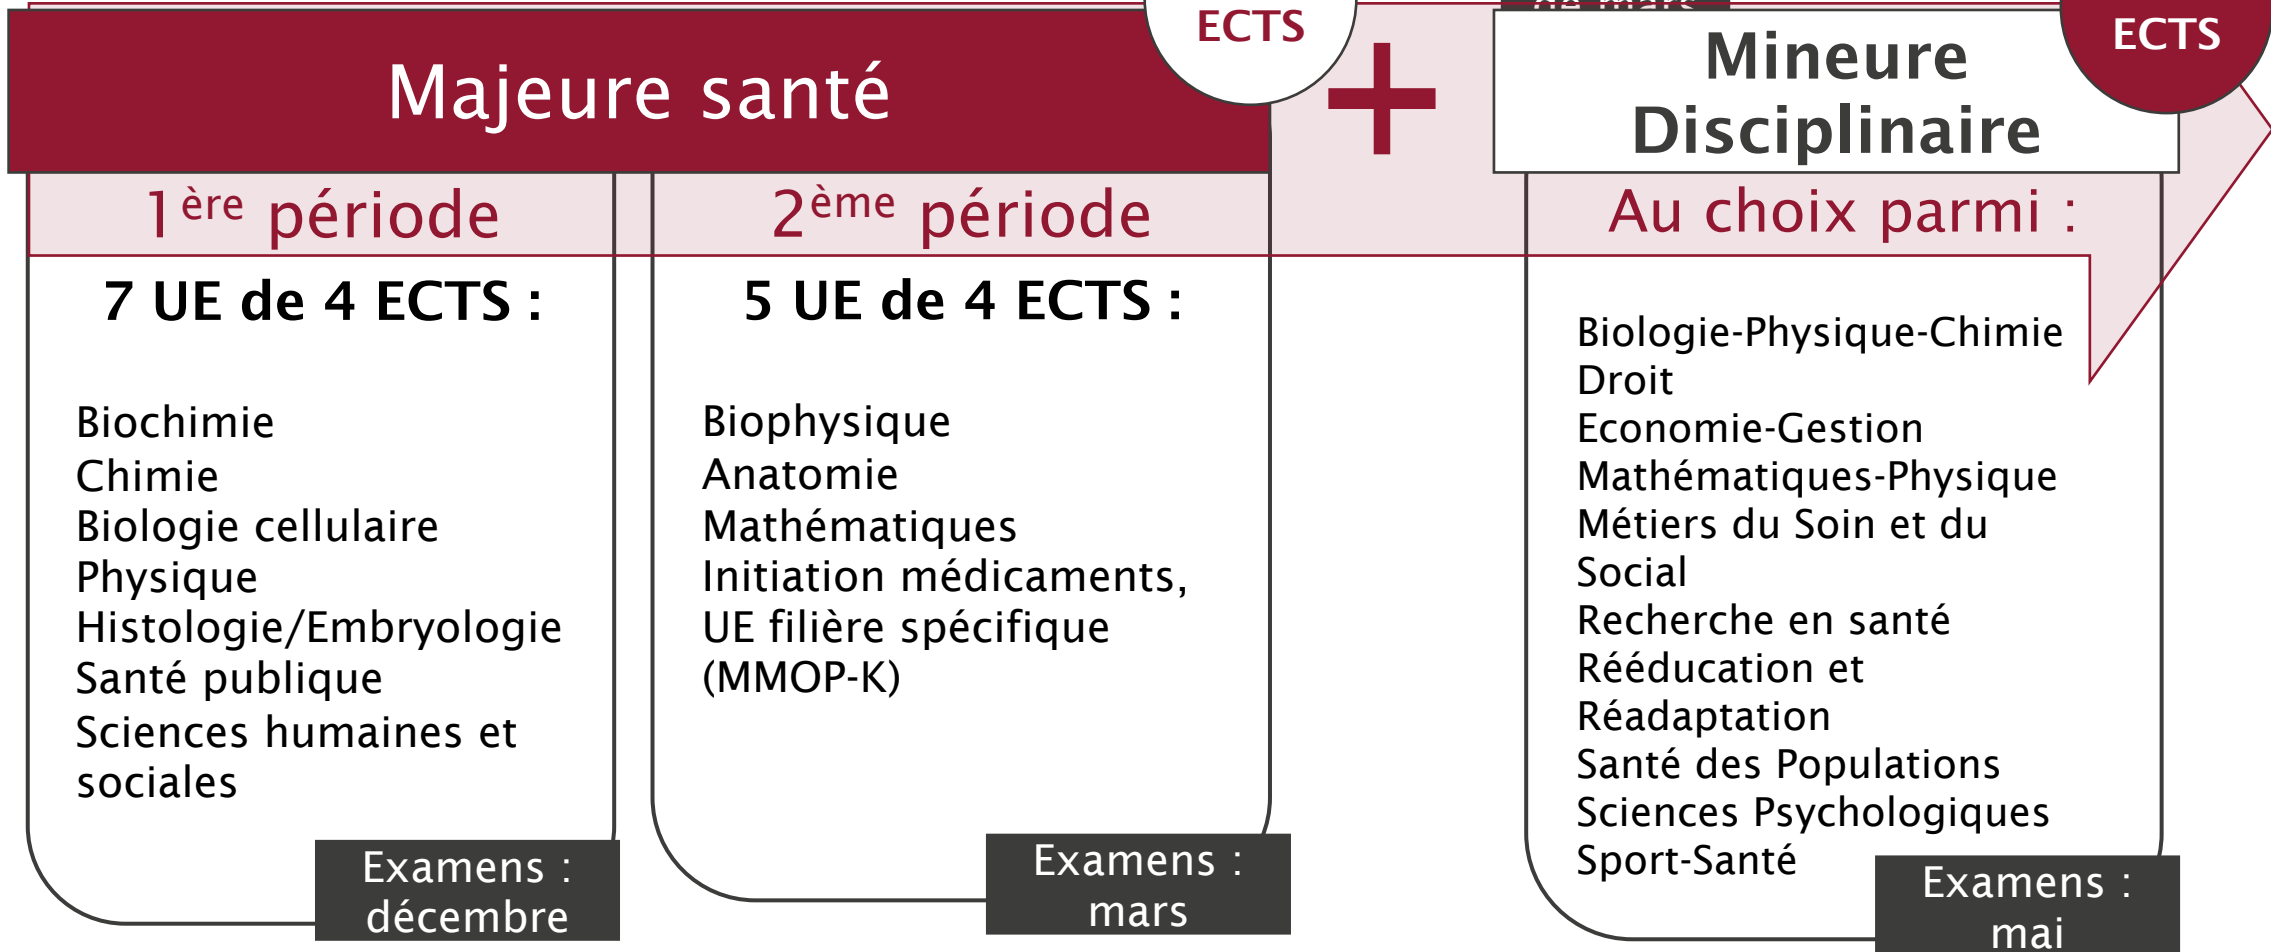 ECTS
de mars
ECTS
Majeure santé
+
Mineure
Disciplinaire
1ère période
2ème période
Au choix parmi :
7 UE de 4 ECTS :
Biochimie
Chimie
Biologie cellulaire
Physique
Histologie/Embryologie
Santé publique
Sciences humaines et
sociales
Examens :
décembre
5 UE de 4 ECTS :
Biophysique
Anatomie
Mathématiques
Initiation médicaments,
UE filière spécifique
(MMOP-K)
Examens :
mars
Biologie-Physique-Chimie
Droit
Economie-Gestion
Mathématiques-Physique
Métiers du Soin et du
Social
Recherche en santé
Rééducation et
Réadaptation
Santé des Populations
Sciences Psychologiques
Sport-Santé
Examens :
mai